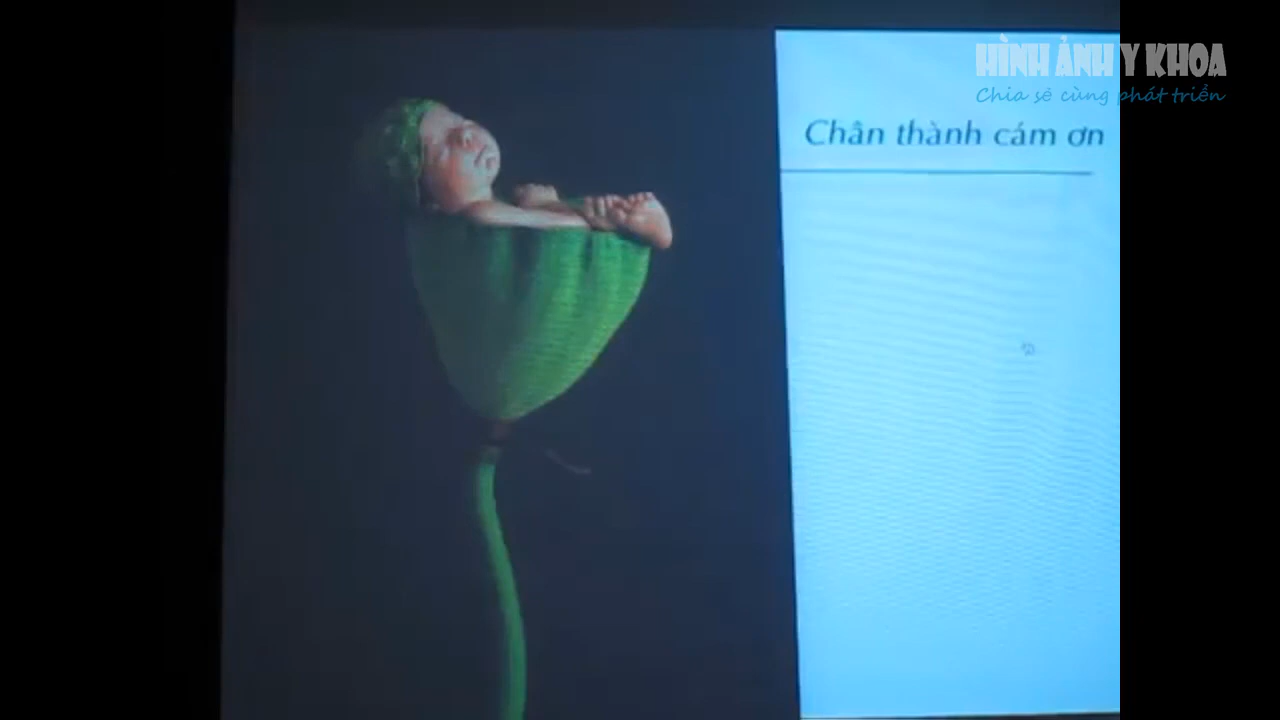 HÌNH ẢNH Y KHOA
Chia sẻ cùng phát triển
Chân thành cám ơn